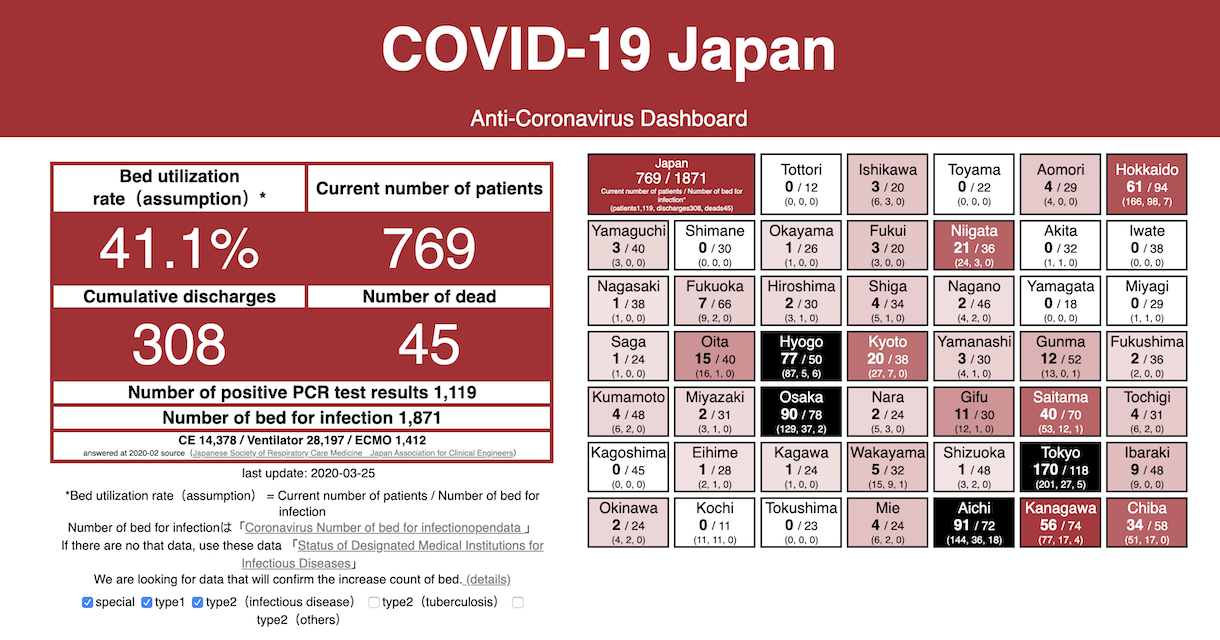 COVID-19 Japan
Anti-Coronavirus Dashboard
Bed utilization
rate（assumption）*
Current number of patients
41.1%
769
Cumulative discharges
Number of dead
308
45
Number of positive PCR test results 1,119
Number of bed for infection 1,871
CE 14,378 / Ventilator 28,197 / ECMO 1,412
answered at 2020-02 source（Japanese Society of Respiratory Care Medicine　Japan Association for Clinical Engineers）
last update: 2020-03-25
*Bed utilization rate（assumption） = Current number of patients / Number of bed for
infection
Number of bed for infectionは「Coronavirus Number of bed for infectionopendata 」
If there are no that data, use these data 「Status of Designated Medical Institutions for
Infectious Diseases」
We are looking for data that will confirm the increase count of bed. (details)
special type1 type2（infectious disease） type2（tuberculosis）
type2（others）
Japan
769 / 1871
Current number of patients / Number of bed for
infection*
(patients1,119, discharges308, deads45)
Tottori
0 / 12
(0, 0, 0)
Ishikawa
3 / 20
(6, 3, 0)
Toyama
0 / 22
(0, 0, 0)
Aomori
4 / 29
(4, 0, 0)
Hokkaido
61 / 94
(166, 98, 7)
Yamaguchi
3 / 40
(3, 0, 0)
Shimane
0 / 30
(0, 0, 0)
Okayama
1 / 26
(1, 0, 0)
Fukui
3 / 20
(3, 0, 0)
Niigata
21 / 36
(24, 3, 0)
Akita
0 / 32
(1, 1, 0)
Iwate
0 / 38
(0, 0, 0)
Nagasaki
1 / 38
(1, 0, 0)
Fukuoka
7 / 66
(9, 2, 0)
Hiroshima
2 / 30
(3, 1, 0)
Shiga
4 / 34
(5, 1, 0)
Nagano
2 / 46
(4, 2, 0)
Yamagata
0 / 18
(0, 0, 0)
Miyagi
0 / 29
(1, 1, 0)
Saga
1 / 24
(1, 0, 0)
Oita
15 / 40
(16, 1, 0)
Hyogo
77 / 50
(87, 5, 6)
Kyoto
20 / 38
(27, 7, 0)
Yamanashi
3 / 30
(4, 1, 0)
Gunma
12 / 52
(13, 0, 1)
Fukushima
2 / 36
(2, 0, 0)
Kumamoto
4 / 48
(6, 2, 0)
Miyazaki
2 / 31
(3, 1, 0)
Osaka
90 / 78
(129, 37, 2)
Nara
2 / 24
(5, 3, 0)
Gifu
11 / 30
(12, 1, 0)
Saitama
40 / 70
(53, 12, 1)
Tochigi
4 / 31
(6, 2, 0)
Kagoshima
0 / 45
(0, 0, 0)
Eihime
1 / 28
(2, 1, 0)
Kagawa
1 / 24
(1, 0, 0)
Wakayama
5 / 32
(15, 9, 1)
Shizuoka
1 / 48
(3, 2, 0)
Tokyo
170 / 118
(201, 27, 5)
Ibaraki
9 / 48
(9, 0, 0)
Okinawa
2 / 24
(4, 2, 0)
Kochi
0 / 11
(11, 11, 0)
Tokushima
0 / 23
(0, 0, 0)
Mie
4 / 24
(6, 2, 0)
Aichi
91 / 72
(144, 36, 18)
Kanagawa
56 / 74
(77, 17, 4)
Chiba
34 / 58
(51, 17, 0)